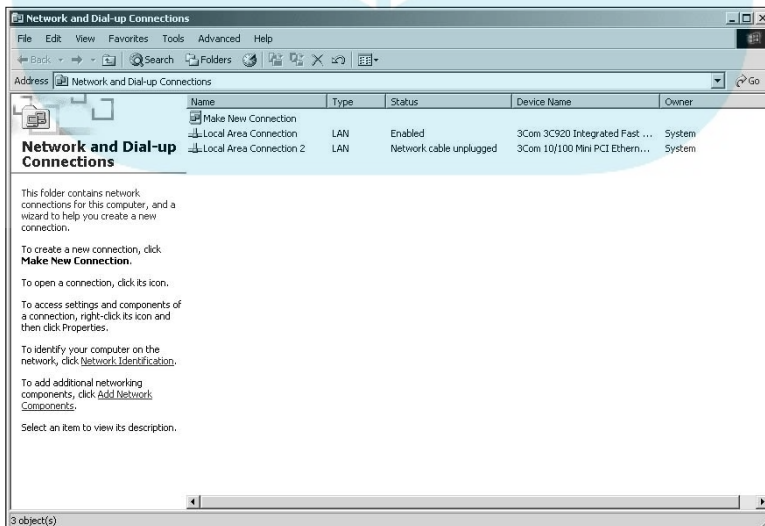 Network and Dial-up Connections
File Edit View Favorites Tools Advanced Help
Back Search Folders
Address Network and Dial-up Connections Go
Name Type Status Device Name Owner
Make New Connection
Local Area Connection LAN Enabled 3Com 3C920 Integrated Fast ... System
Local Area Connection 2 LAN Network cable unplugged 3Com 10/100 Mini PCI Ethern... System
Network and Dial-up
Connections
This folder contains network
connections for this computer, and a
wizard to help you create a new
connection.
To create a new connection, click
Make New Connection.
To open a connection, click its icon.
To access settings and components of
a connection, right-click its icon and
then click Properties.
To identify your computer on the
network, click Network Identification.
To add additional networking
components, click Add Network
Components.
Select an item to view its description.
3 object(s)